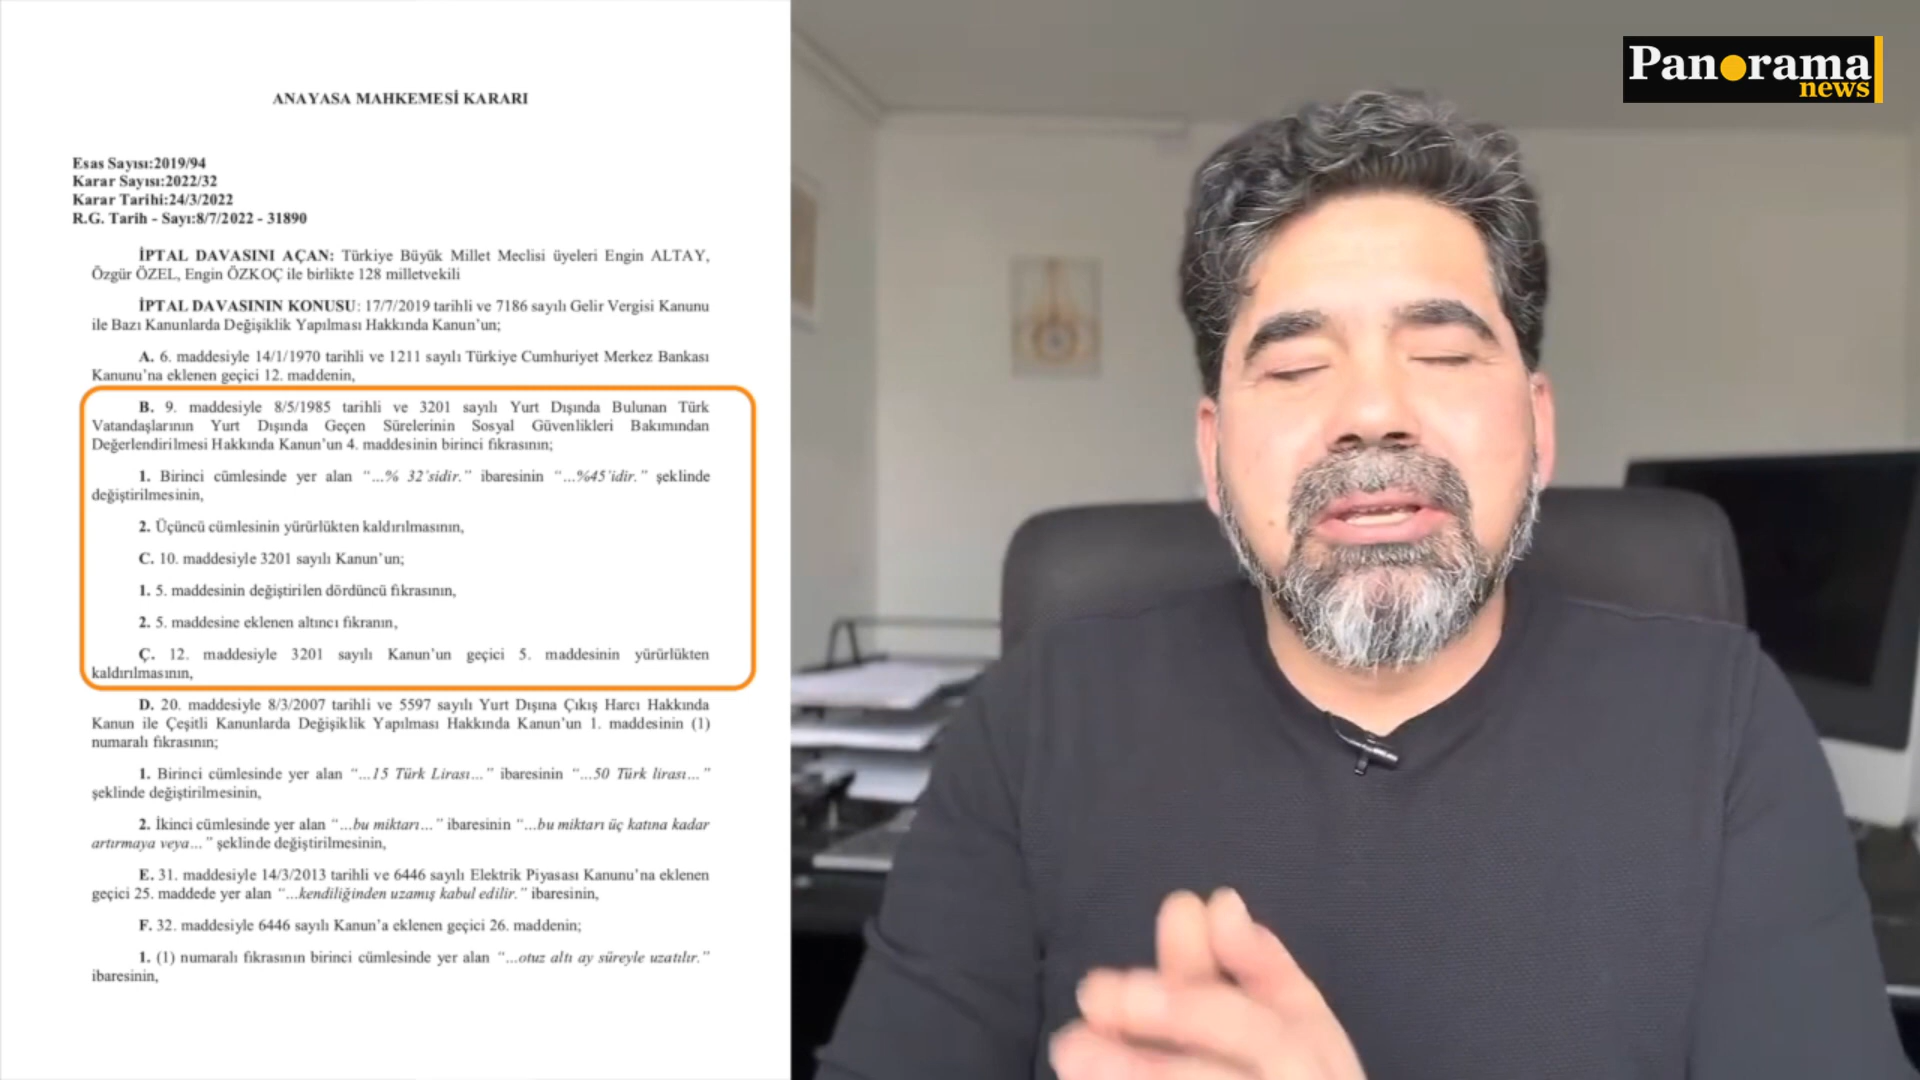 ANAYASA MAHKEMESİ KARARI
Esas Sayısı:2019/94
Karar Sayısı:2022/32
Karar Tarihi:24/3/2022
R.G. Tarih - Sayı:8/7/2022 - 31890
İPTAL DAVASINI AÇAN: Türkiye Büyük Millet Meclisi üyeleri Engin ALTAY,
Özgür ÖZEL, Engin ÖZKOÇ ile birlikte 128 milletvekili
İPTAL DAVASININ KONUSU: 17/7/2019 tarihli ve 7186 sayılı Gelir Vergisi Kanunu
ile Bazı Kanunlarda Değişiklik Yapılması Hakkında Kanun’un;
A. 6. maddesiyle 14/1/1970 tarihli ve 1211 sayılı Türkiye Cumhuriyet Merkez Bankası
Kanunu’na eklenen geçici 12. maddenin,
B. 9. maddesiyle 8/5/1985 tarihli ve 3201 sayılı Yurt Dışında Bulunan Türk
Vatandaşlarının Yurt Dışında Geçen Sürelerinin Sosyal Güvenlikleri Bakımından
Değerlendirilmesi Hakkında Kanun’un 4. maddesinin birinci fıkrasının;
1. Birinci cümlesinde yer alan “...% 32’sidir.” ibaresinin “...%45’idir.” şeklinde
değiştirilmesinin,
2. Üçüncü cümlesinin yürürlükten kaldırılmasının,
C. 10. maddesiyle 3201 sayılı Kanun’un;
1. 5. maddesinin değiştirilen dördüncü fıkrasının,
2. 5. maddesine eklenen altıncı fıkranın,
Ç. 12. maddesiyle 3201 sayılı Kanun’un geçici 5. maddesinin yürürlükten
kaldırılmasının,
D. 20. maddesiyle 8/3/2007 tarihli ve 5597 sayılı Yurt Dışına Çıkış Harcı Hakkında
Kanun ile Çeşitli Kanunlarda Değişiklik Yapılması Hakkında Kanun’un 1. maddesinin (1)
numaralı fıkrasının;
1. Birinci cümlesinde yer alan “...15 Türk Lirası...” ibaresinin “...50 Türk lirası...”
şeklinde değiştirilmesinin,
2. İkinci cümlesinde yer alan “...bu miktarı...” ibaresinin “...bu miktarı üç katına kadar
artırmaya veya...” şeklinde değiştirilmesinin,
E. 31. maddesiyle 14/3/2013 tarihli ve 6446 sayılı Elektrik Piyasası Kanunu’na eklenen
geçici 25. maddede yer alan “...kendiliğinden uzamış kabul edilir.” ibaresinin,
F. 32. maddesiyle 6446 sayılı Kanun’a eklenen geçici 26. maddenin;
1. (1) numaralı fıkrasının birinci cümlesinde yer alan “...otuz altı ay süreyle uzatılır.”
ibaresinin,
Panorama
news